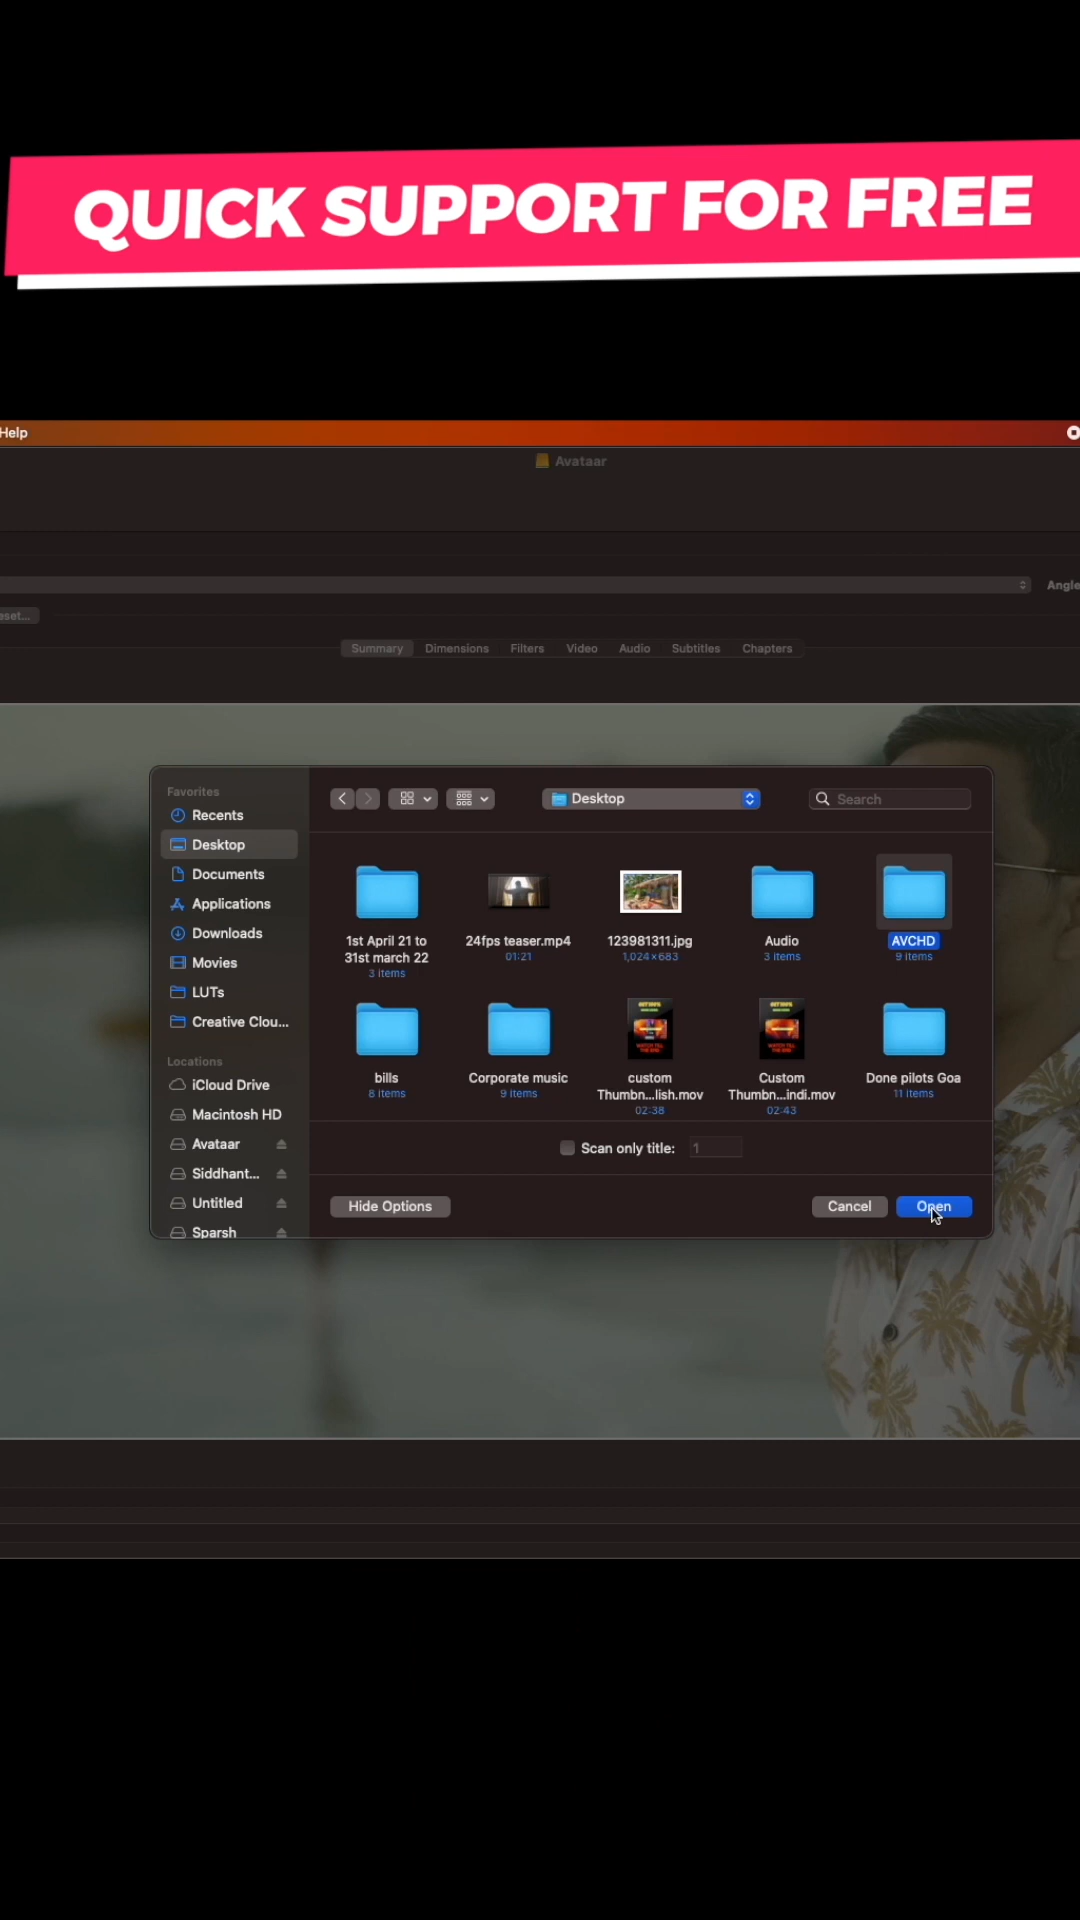 QUICK SUPPORT FOR FREE
Help
Avataar
Angle
eset...
Summary Dimensions Filters Video Audio Subtitles Chapters
Favorites
Recents
Desktop
Documents
Applications
Downloads
Movies
LUTs
Creative Clou...
Locations
iCloud Drive
Macintosh HD
Avataar
Siddhant...
Untitled
Sparsh
Desktop
Search
1st April 21 to
31st march 22
3 items
24fps teaser.mp4
01:21
123981311.jpg
1,024×683
Audio
3 items
AVCHD
9 items
bills
8 items
Corporate music
9 items
custom
Thumbn...lish.mov
02:38
Custom
Thumbn...indi.mov
02:43
Done pilots Goa
11 items
Scan only title: 1
Hide Options
Cancel
Open